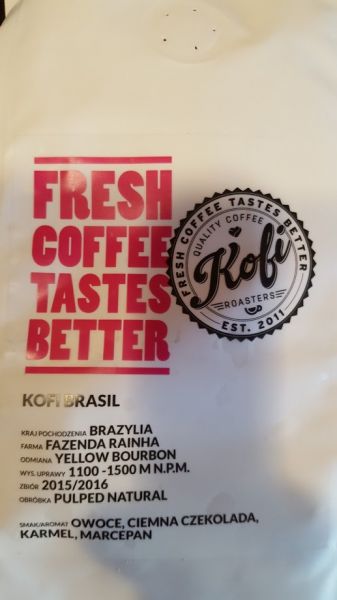 FRESH
COFFEE
TASTES
BETTER
FRESH COFFEE TASTES BETTER
QUALITY COFFEE
Kofi
ROASTERS
EST. 2011
KOFI BRASIL
KRAJ POCHODZENIA BRAZYLIA
FARMA FAZENDA RAINHA
ODMIANA YELLOW BOURBON
WYS. UPRAWY 1100 -1500 M N.P.M.
ZBIÓR 2015/2016
OBRÓBKA PULPED NATURAL
SMAK/AROMAT OWOCE, CIEMNA CZEKOLADA,
KARMEL, MARCEPAN